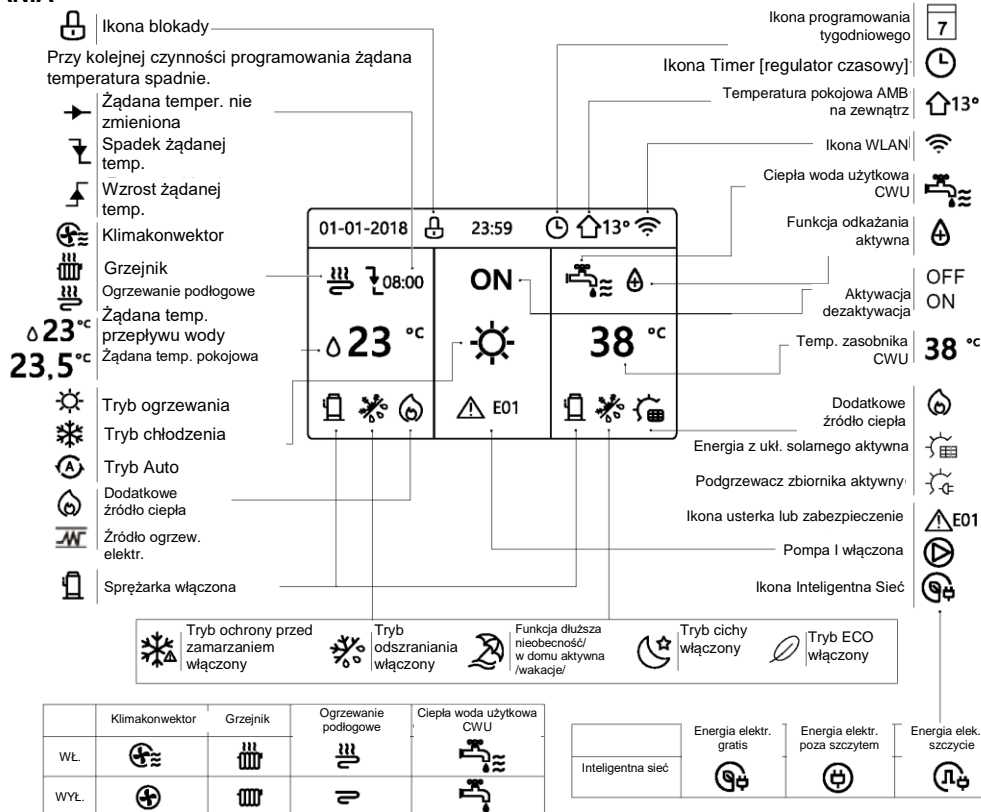 Ikona blokady
Przy kolejnej czynności programowania żądana
temperatura spadnie.
Żądana temper. nie
zmieniona
Spadek żądanej
temp.
Wzrost żądanej
temp.
Klimakonwektor
Grzejnik
Ogrzewanie podłogowe
23°C
Żądana temp.
przepływu wody
23,5°C
Żądana temp. pokojowa
Tryb ogrzewania
Tryb chłodzenia
A
Tryb Auto
Dodatkowe
źródło ciepła
Źródło ogrzew.
elektr.
Sprężarka włączona
01-01-2018 23:59 13°
08:00
ON
23 °C
38 °C
E01
Ikona programowania
tygodniowego
7
Ikona Timer [regulator czasowy]
Temperatura pokojowa AMB
na zewnątrz
13°
Ikona WLAN
Ciepła woda użytkowa
CWU
Funkcja odkażania
aktywna
Aktywacja
dezaktywacja
OFF
ON
Temp. zasobnika
CWU
38 °C
Dodatkowe
źródło ciepła
Energia z ukł. solarnego aktywna
Podgrzewacz zbiornika aktywny
Ikona usterka lub zabezpieczenie
E01
Pompa I włączona
Ikona Inteligentna Sieć
Tryb ochrony przed
zamarzaniem
włączony
Tryb
odszraniania
włączony
Funkcja dłuższa
nieobecność/
w domu aktywna
/wakacje/
Tryb cichy
włączony
Tryb ECO
włączony
Klimakonwektor Grzejnik Ogrzewanie podłogowe Ciepła woda użytkowa CWU
WŁ.
WYŁ.
Energia elektr. gratis Energia elektr. poza szczytem Energia elek. szczycie
Inteligentna sieć